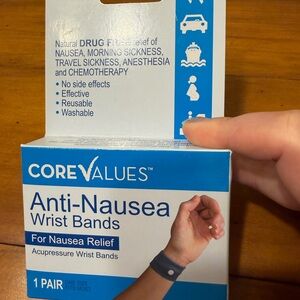 Natural DRUG FREE relief of
NAUSEA, MORNING SICKNESS,
TRAVEL SICKNESS, ANESTHESIA
and CHEMOTHERAPY
• No side effects
• Effective
• Reusable
• Washable
COREVALUES™
Anti-Nausea
Wrist Bands
For Nausea Relief
Acupressure Wrist Bands
1 PAIR